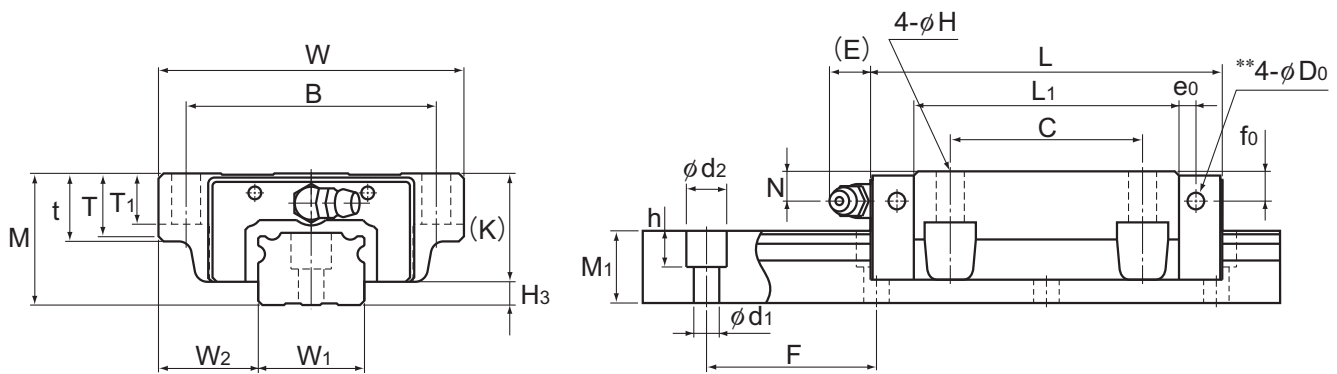 W
B
M
t
T
T1
(K)
H3
W2
W1
4-φH
(E)
L
**4-φD0
L1
e0
C
f0
N
φd2
h
M1
φd1
F